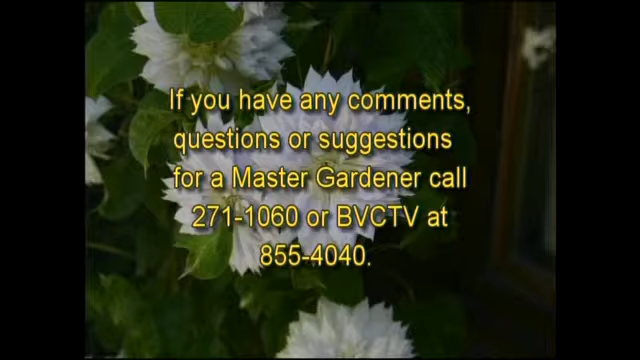 If you have any comments,
questions or suggestions
for a Master Gardener call
271-1060 or BVCTV at
855-4040.